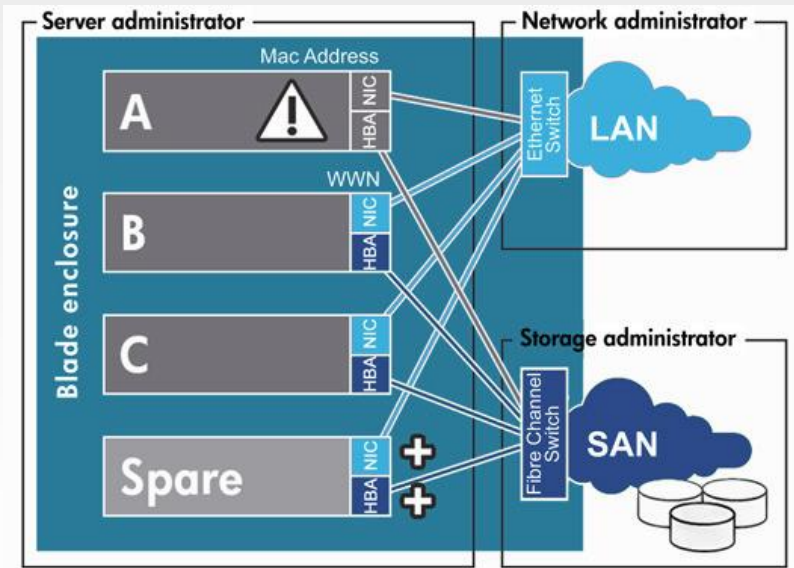 Server administrator
Network administrator
Mac Address
A
NIC
HBA
Ethernet
Switch
LAN
WWN
B
NIC
HBA
Blade enclosure
C
NIC
HBA
Storage administrator
Fibre Channel
Switch
SAN
Spare
NIC
HBA